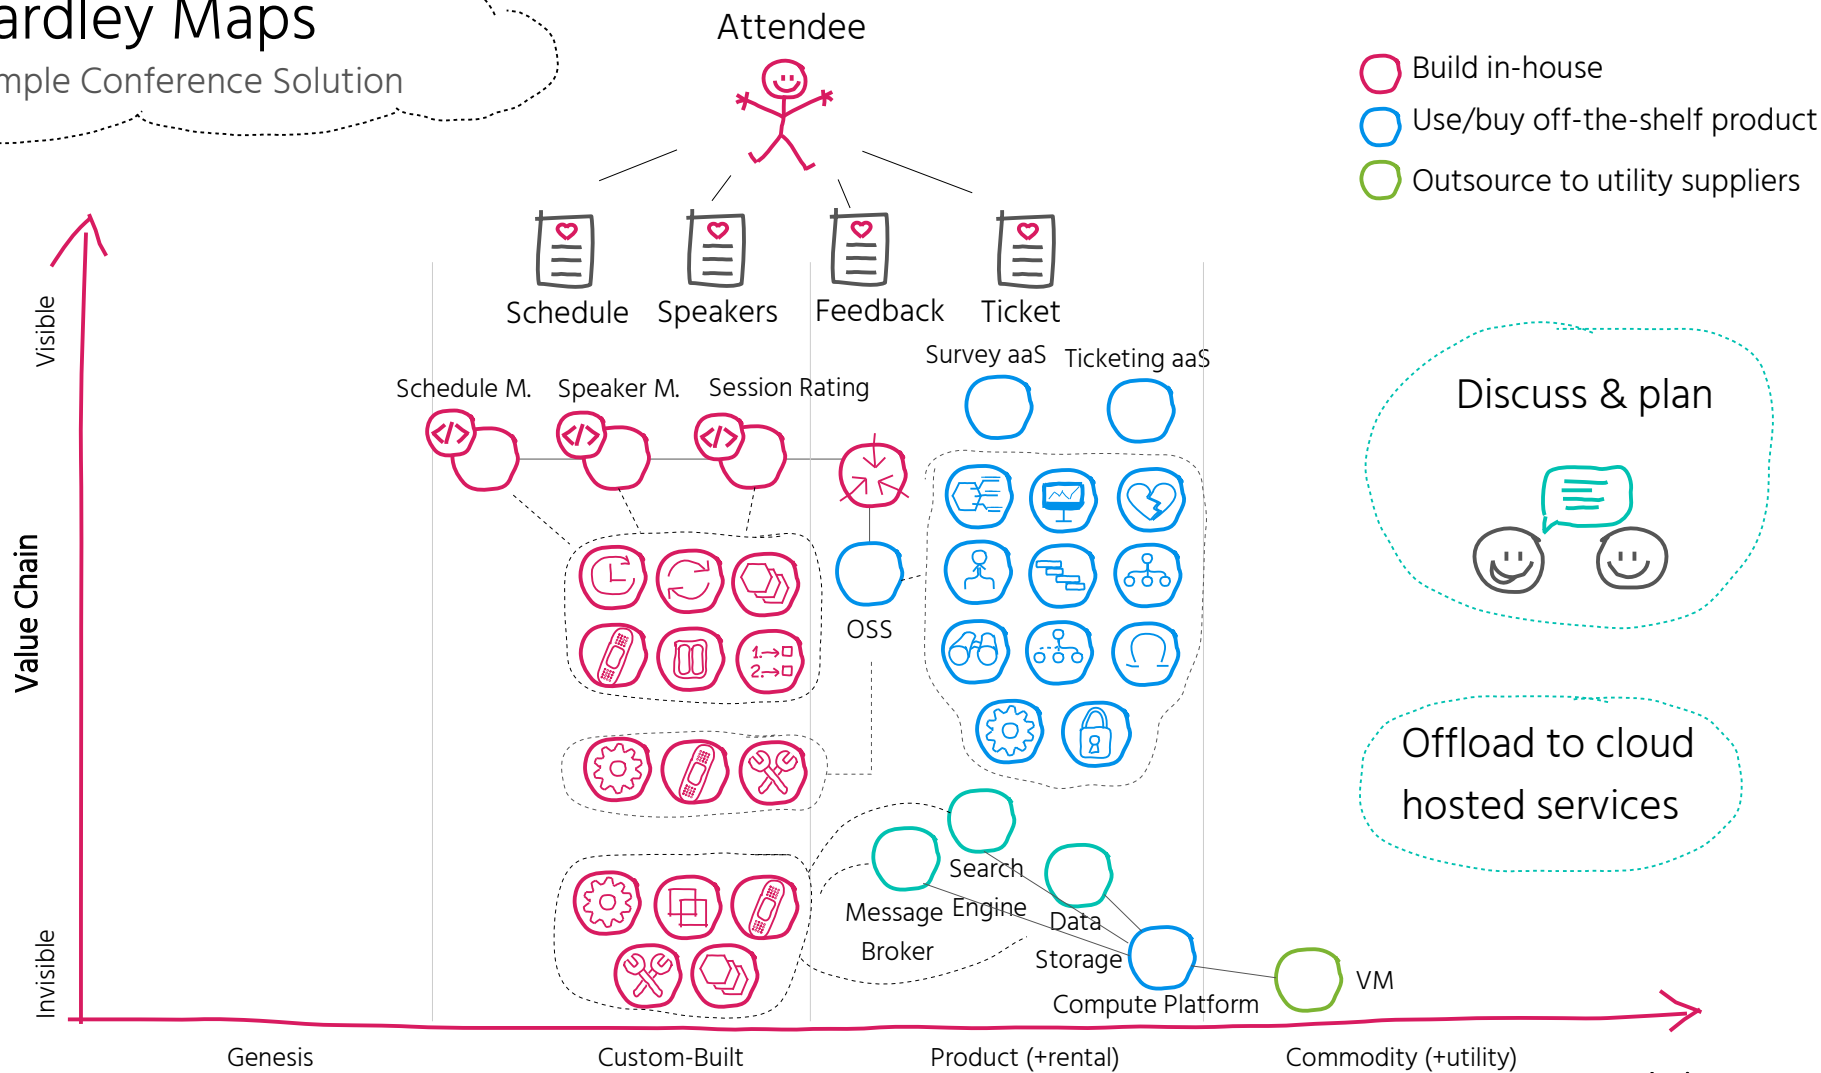 ardley Maps
mple Conference Solution
Attendee
Build in-house
Use/buy off-the-shelf product
Outsource to utility suppliers
Schedule
Speakers
Feedback
Ticket
Survey aaS
Ticketing aaS
Schedule M.
Speaker M.
Session Rating
</>
</>
</>
Visible
Value Chain
Invisible
Discuss & plan
OSS
1.→□
2.→□
Offload to cloud
hosted services
Search
Engine
Message
Broker
Data
Storage
Compute Platform
VM
Genesis
Custom-Built
Product (+rental)
Commodity (+utility)